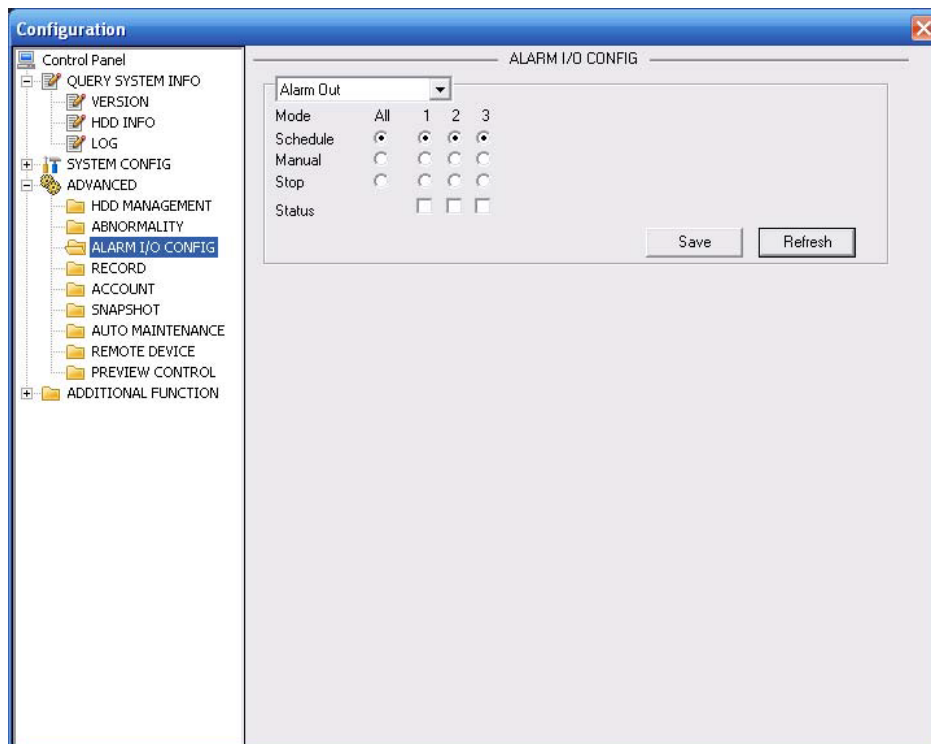 Configuration
Control Panel
QUERY SYSTEM INFO
VERSION
HDD INFO
LOG
SYSTEM CONFIG
ADVANCED
HDD MANAGEMENT
ABNORMALITY
ALARM I/O CONFIG
RECORD
ACCOUNT
SNAPSHOT
AUTO MAINTENANCE
REMOTE DEVICE
PREVIEW CONTROL
ADDITIONAL FUNCTION
ALARM I/O CONFIG
Alarm Out
Mode All 1 2 3
Schedule
Manual
Stop
Status
Save Refresh